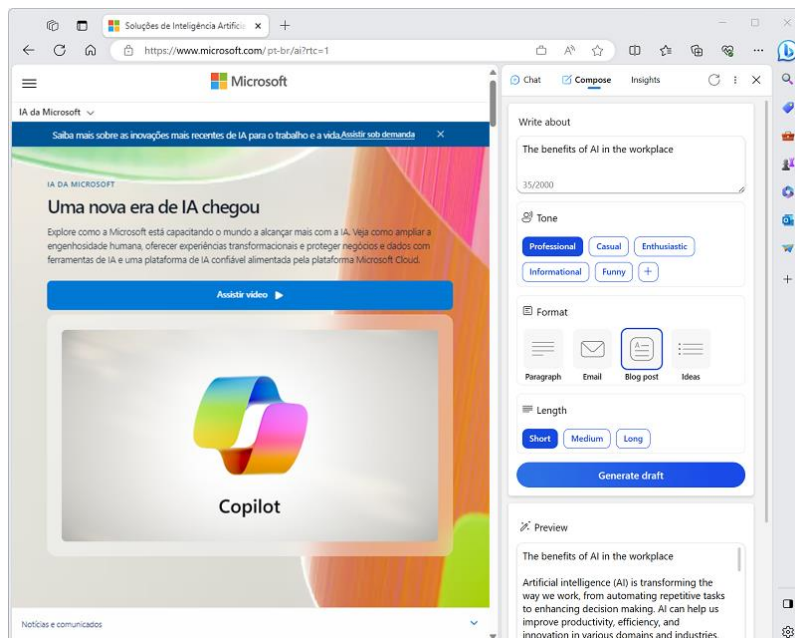 Soluções de Inteligência Artificia
https://www.microsoft.com/pt-br/ai?rtc=1
Microsoft
IA da Microsoft
Saiba mais sobre as inovações mais recentes de IA para o trabalho e a vida.Assistir sob demanda
IA DA MICROSOFT
Uma nova era de IA chegou
Explore como a Microsoft está capacitando o mundo a alcançar mais com a IA. Veja como ampliar a
engenhosidade humana, oferecer experiências transformacionais e proteger negócios e dados com
ferramentas de IA e uma plataforma de IA confiável alimentada pela plataforma Microsoft Cloud.
Assistir vídeo
Copilot
Notícias e comunicados
Chat Compose Insights
Write about
The benefits of AI in the workplace
35/2000
Tone
Professional Casual Enthusiastic
Informational Funny +
Format
Paragraph Email Blog post Ideas
Length
Short Medium Long
Generate draft
Preview
The benefits of AI in the workplace
Artificial intelligence (AI) is transforming the
way we work, from automating repetitive tasks
to enhancing decision making. AI can help us
improve productivity, efficiency, and
innovation in various domains and industries